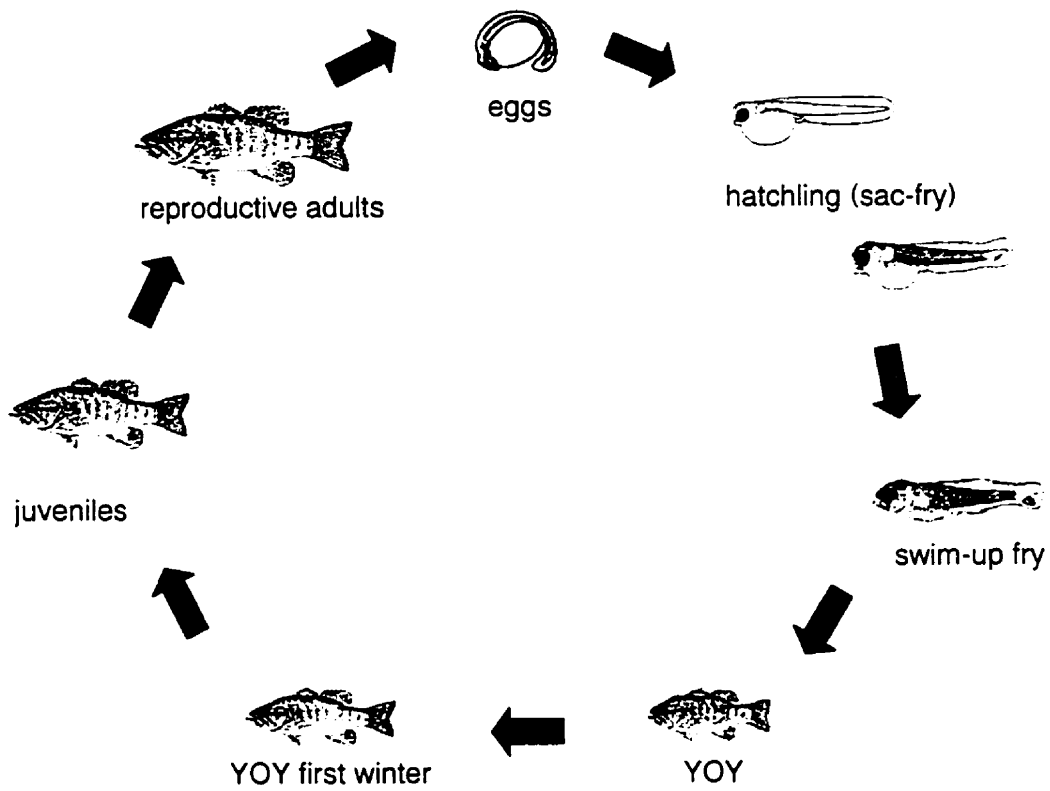 eggs
hatchling (sac-fry)
swim-up fry
YOY
YOY first winter
juveniles
reproductive adults